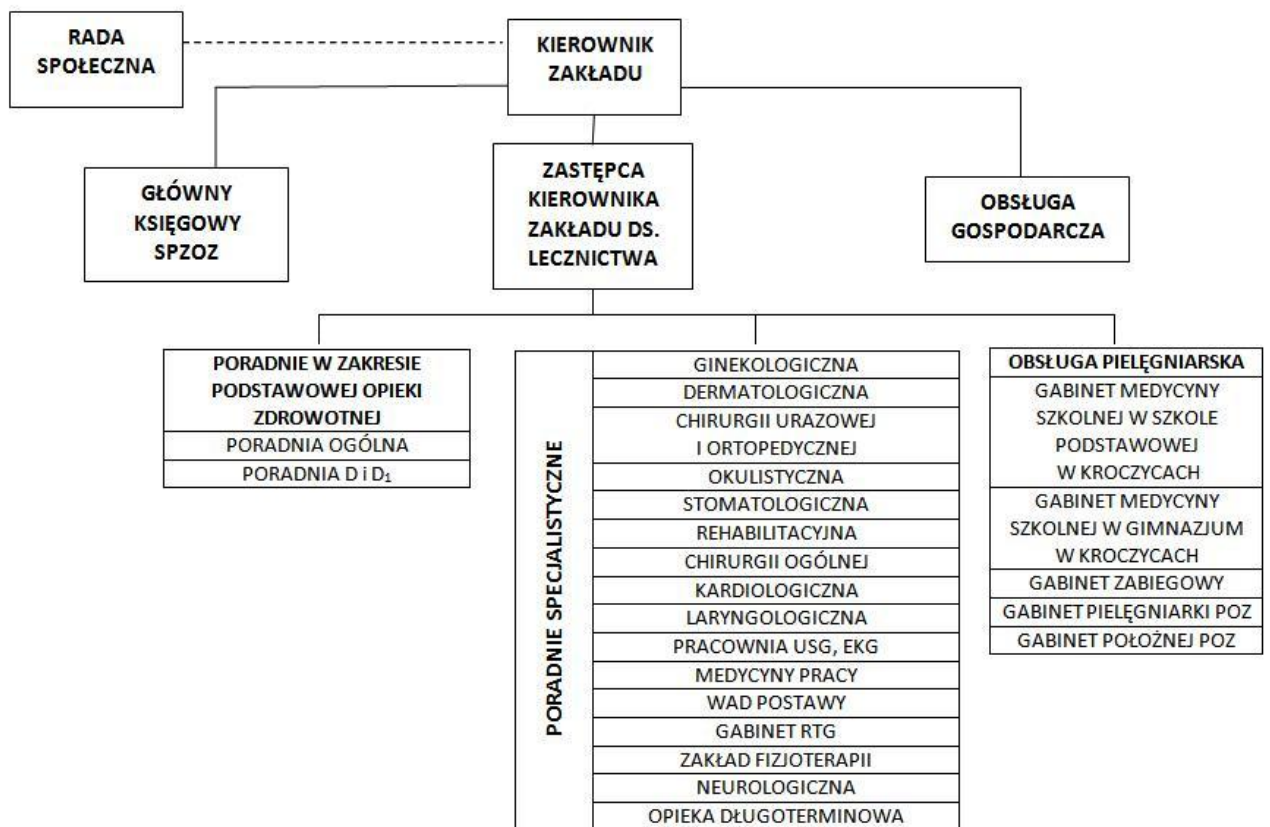 RADA
SPOŁECZNA
KIEROWNIK
ZAKŁADU
GŁÓWNY
KSIĘGOWY
SPZOZ
ZASTĘPCA
KIEROWNIKA
ZAKŁADU DS.
LECZNICTWA
OBSŁUGA
GOSPODARCZA
PORADNIE W ZAKRESIE
PODSTAWOWEJ OPIEKI
ZDROWOTNEJ
PORADNIA OGÓLNA
PORADNIA D i D₁
PORADNIE SPECJALISTYCZNE
GINEKOLOGICZNA
DERMATOLOGICZNA
CHIRURGII URAZOWEJ
I ORTOPEDYCZNEJ
OKULISTYCZNA
STOMATOLOGICZNA
REHABILITACYJNA
CHIRURGII OGÓLNEJ
KARDIOLOGICZNA
LARYNGOLOGICZNA
PRACOWNIA USG, EKG
MEDYCYNY PRACY
WAD POSTAWY
GABINET RTG
ZAKŁAD FIZJOTERAPII
NEUROLOGICZNA
OPIEKA DŁUGOTERMINOWA
OBSŁUGA PIELĘGNIARSKA
GABINET MEDYCYNY
SZKOLNEJ W SZKOLE
PODSTAWOWEJ
W KROCZYCACH
GABINET MEDYCYNY
SZKOLNEJ W GIMNAZJUM
W KROCZYCACH
GABINET ZABIEGOWY
GABINET PIELĘGNIARKI POZ
GABINET POŁOŻNEJ POZ